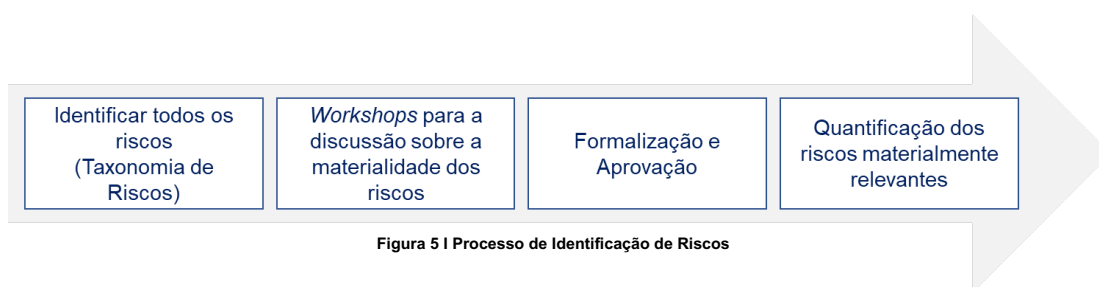 Identificar todos os
riscos
(Taxonomia de
Riscos)
Workshops para a
discussão sobre a
materialidade dos
riscos
Formalização e
Aprovação
Quantificação dos
riscos materialmente
relevantes
Figura 5 I Processo de Identificação de Riscos